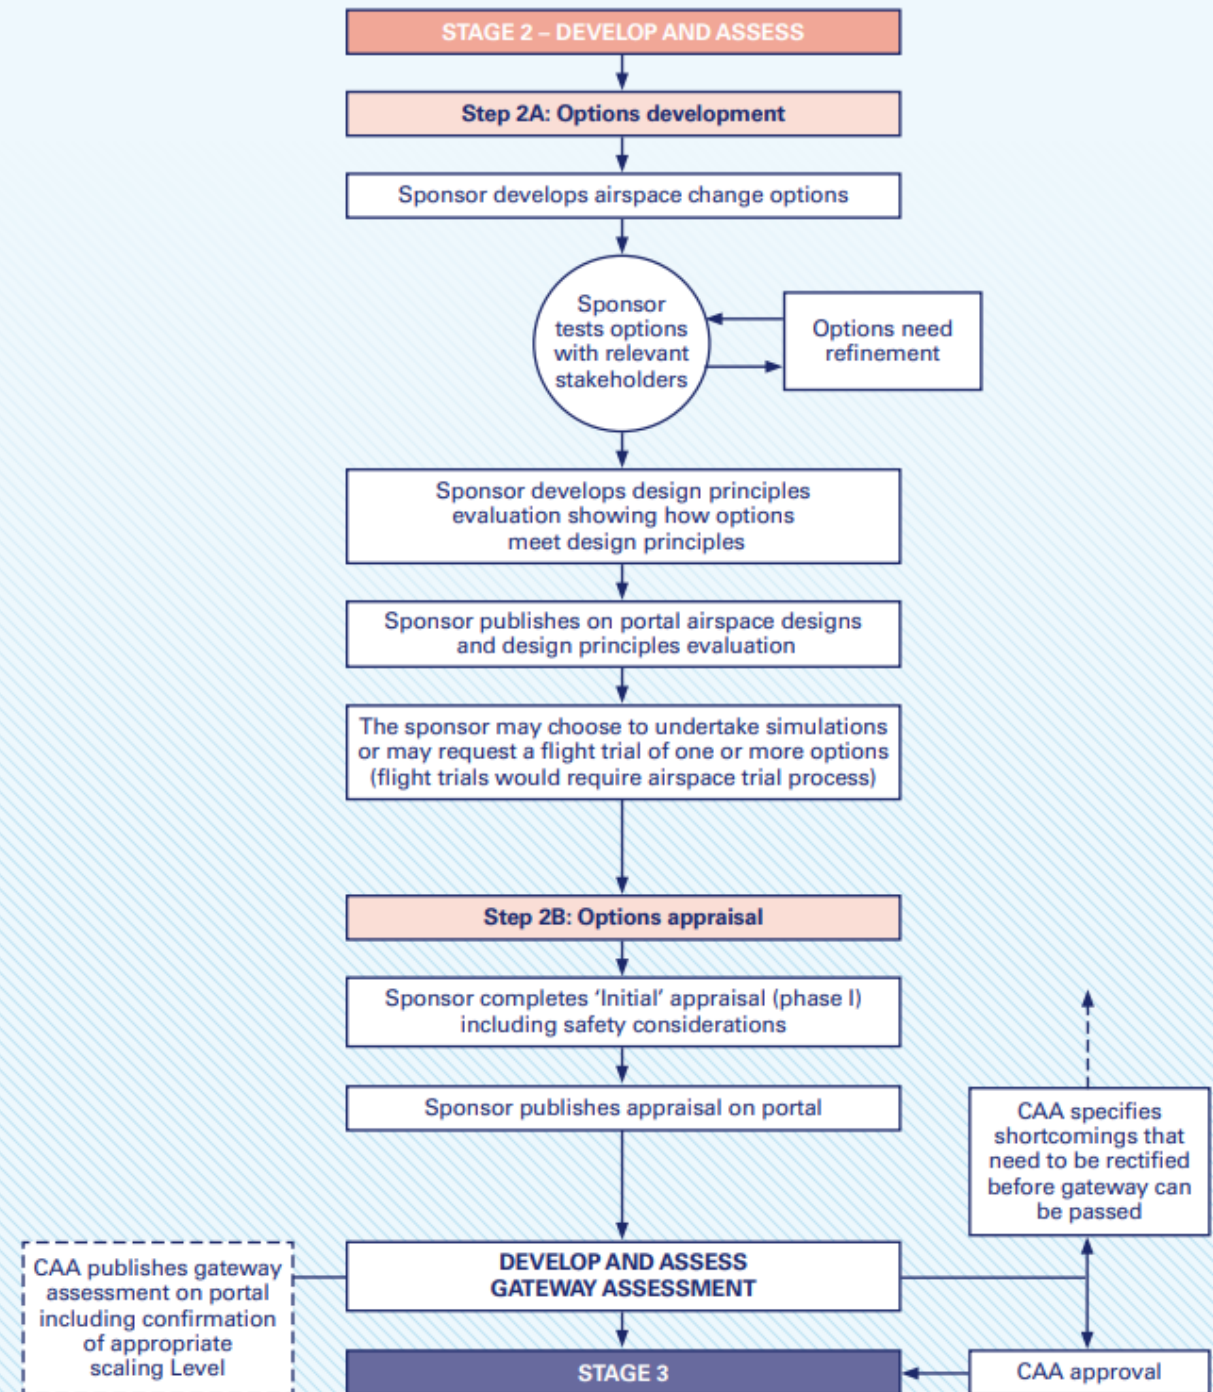 STAGE 2 – DEVELOP AND ASSESS
Step 2A: Options development
Sponsor develops airspace change options
Sponsor
tests options
with relevant
stakeholders
Options need
refinement
Sponsor develops design principles
evaluation showing how options
meet design principles
Sponsor publishes on portal airspace designs
and design principles evaluation
The sponsor may choose to undertake simulations
or may request a flight trial of one or more options
(flight trials would require airspace trial process)
Step 2B: Options appraisal
Sponsor completes ‘Initial’ appraisal (phase I)
including safety considerations
Sponsor publishes appraisal on portal
CAA specifies
shortcomings that
need to be rectified
before gateway can
be passed
DEVELOP AND ASSESS
GATEWAY ASSESSMENT
CAA publishes gateway
assessment on portal
including confirmation
of appropriate
scaling Level
STAGE 3
CAA approval